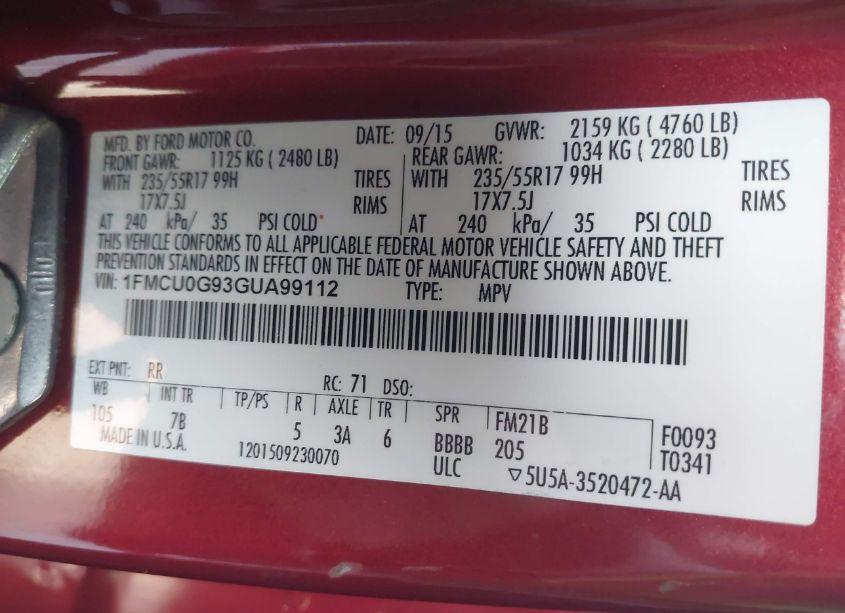 MFD. BY FORD MOTOR CO. DATE: 09/15 GVWR: 2159 KG ( 4760 LB)
FRONT GAWR: 1125 KG ( 2480 LB) REAR GAWR: 1034 KG ( 2280 LB)
WITH 235/55R17 99H TIRES WITH 235/55R17 99H TIRES
17X7.5J RIMS 17X7.5J RIMS
AT 240 kPa/ 35 PSI COLD AT 240 kPa/ 35 PSI COLD
THIS VEHICLE CONFORMS TO ALL APPLICABLE FEDERAL MOTOR VEHICLE SAFETY AND THEFT
PREVENTION STANDARDS IN EFFECT ON THE DATE OF MANUFACTURE SHOWN ABOVE.
VIN: 1FMCU0G93GUA99112 TYPE: MPV
EXT PNT: RR RC: 71 DSO:
WB INT TR TP/PS R AXLE TR SPR FM21B F0093
105 7B 5 3A 6 BBBB 205 T0341
MADE IN U.S.A. 1201509230070 ULC ▽5U5A-3520472-AA